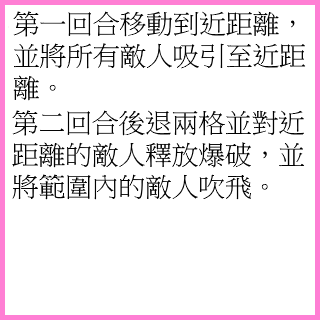 第一回合移動到近距離，
並將所有敵人吸引至近距
離。
第二回合後退兩格並對近
距離的敵人釋放爆破，並
將範圍內的敵人吹飛。